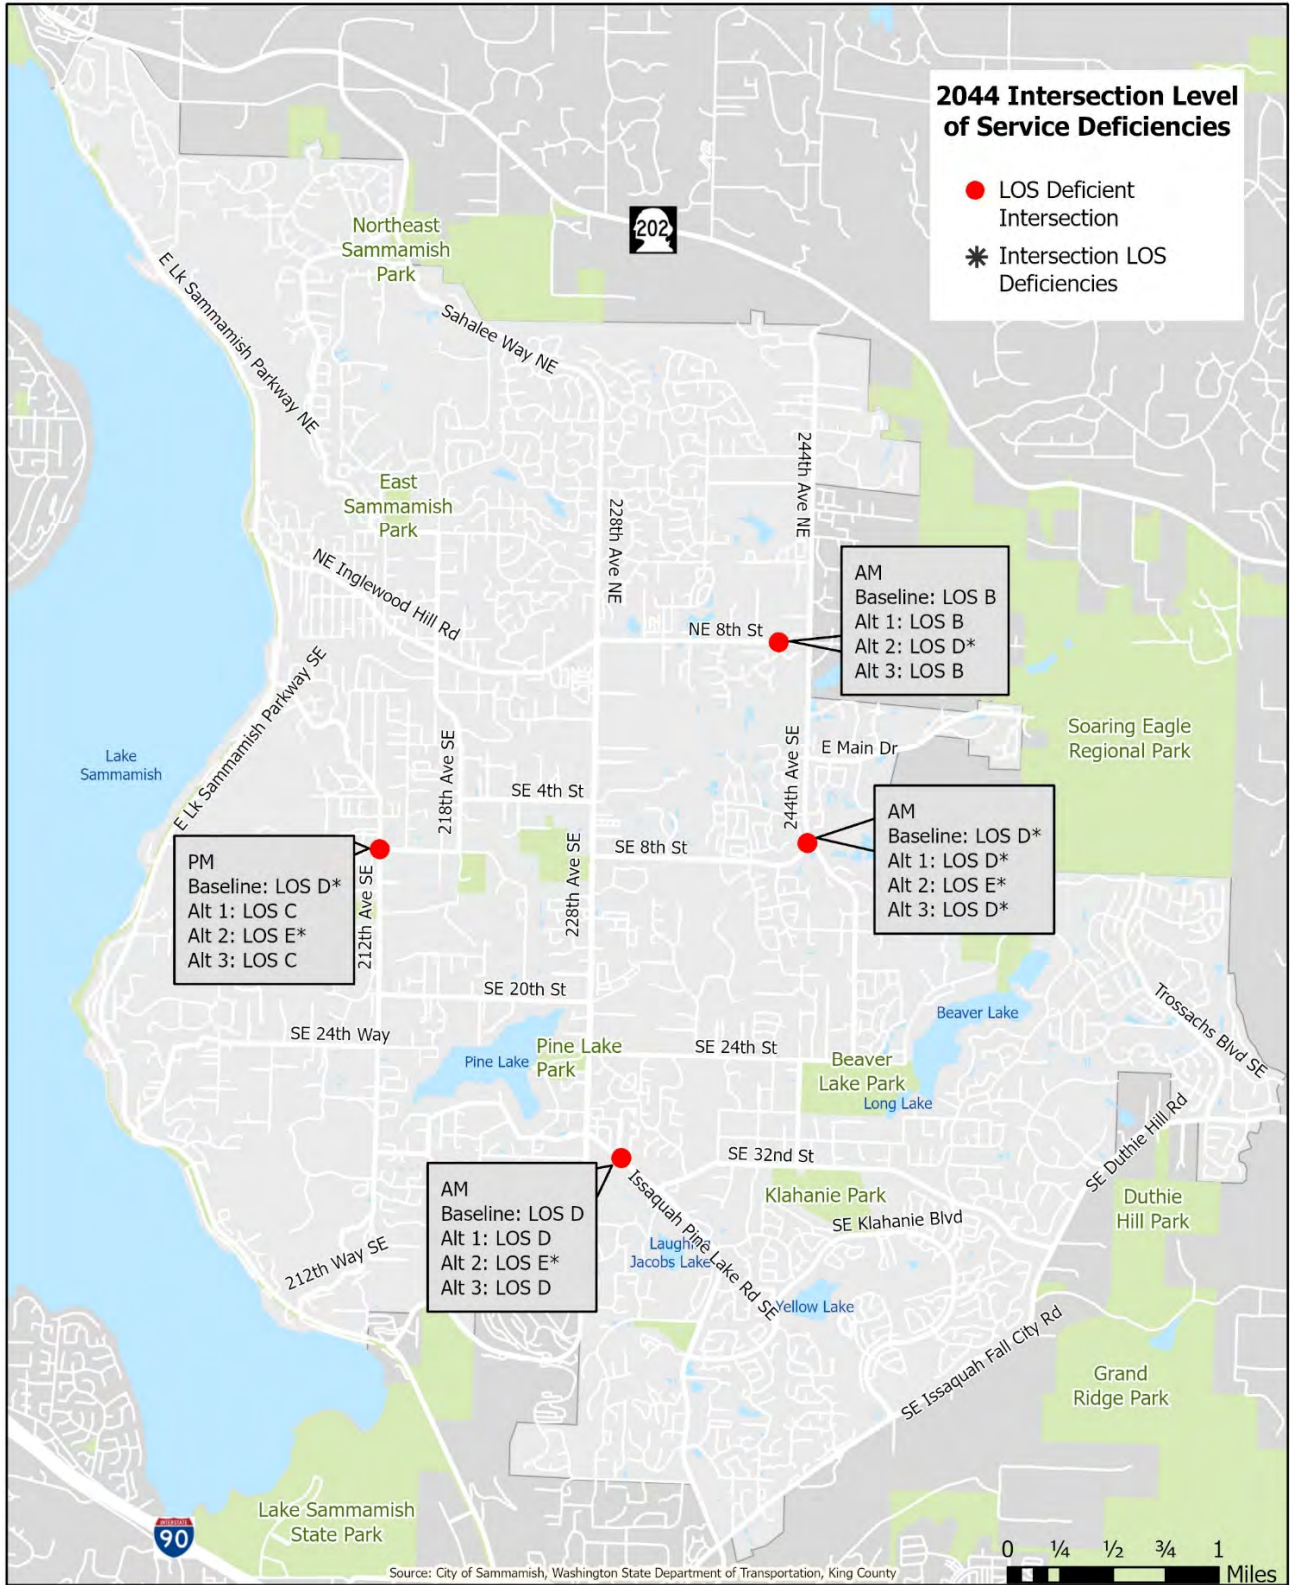 2044 Intersection Level
of Service Deficiencies
LOS Deficient
Intersection
Intersection LOS
Deficiencies
202
Northeast
Sammamish
Park
E Lk Sammamish Parkway NE
Sahalee Way NE
East
Sammamish
Park
244th Ave NE
228th Ave NE
NE Inglewood Hill Rd
NE 8th St
AM
Baseline: LOS B
Alt 1: LOS B
Alt 2: LOS D*
Alt 3: LOS B
E Lk Sammamish Parkway SE
Soaring Eagle
Regional Park
Lake
Sammamish
218th Ave SE
244th Ave SE
E Main Dr
SE 4th St
SE 8th St
228th Ave SE
AM
Baseline: LOS D*
Alt 1: LOS D*
Alt 2: LOS E*
Alt 3: LOS D*
PM
Baseline: LOS D*
Alt 1: LOS C
Alt 2: LOS E*
Alt 3: LOS C
212th Ave SE
SE 20th St
SE 24th Way
Pine Lake
Pine Lake
Park
SE 24th St
Beaver Lake
Beaver
Lake Park
Long Lake
Trossachs Blvd SE
SE 32nd St
SE Duthie Hill Rd
Klahanie Park
SE Klahanie Blvd
Duthie
Hill Park
AM
Baseline: LOS D
Alt 1: LOS D
Alt 2: LOS E*
Alt 3: LOS D
Issaquah Pine Lake Rd SE
Jacobs Lake
212th Way SE
Yellow Lake
SE Issaquah Fall City Rd
Grand
Ridge Park
Lake Sammamish
State Park
INTERSTATE
90
0 ¼ ½ ¾ 1
Miles
Source: City of Sammamish, Washington State Department of Transportation, King County